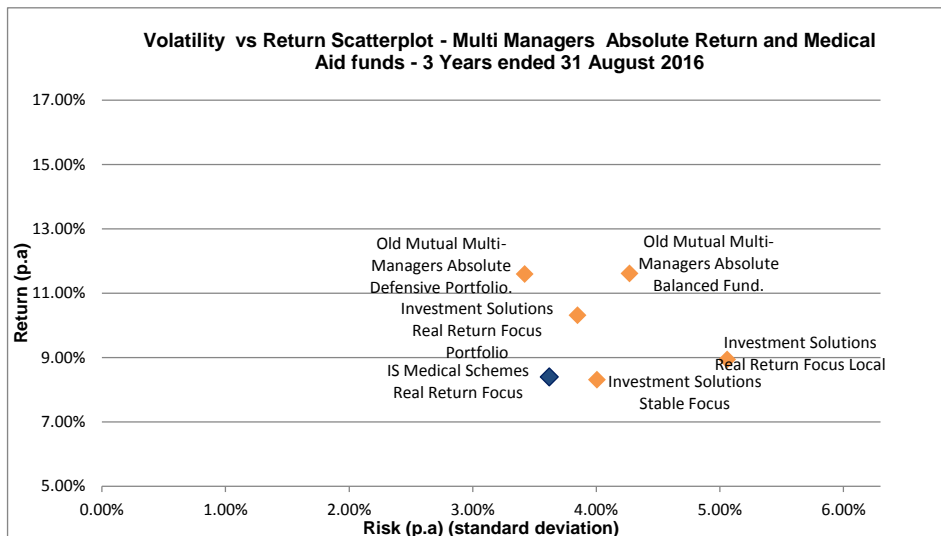 Volatility vs Return Scatterplot - Multi Managers Absolute Return and Medical
Aid funds - 3 Years ended 31 August 2016
17.00%
15.00%
13.00%
11.00%
9.00%
7.00%
5.00%
Return (p.a)
Old Mutual Multi-
Managers Absolute
Defensive Portfolio.
Old Mutual Multi-
Managers Absolute
Balanced Fund.
Investment Solutions
Real Return Focus
Portfolio
Investment Solutions
Real Return Focus Local
IS Medical Schemes
Real Return Focus
Investment Solutions
Stable Focus
0.00%
1.00%
2.00%
3.00%
4.00%
5.00%
6.00%
Risk (p.a) (standard deviation)